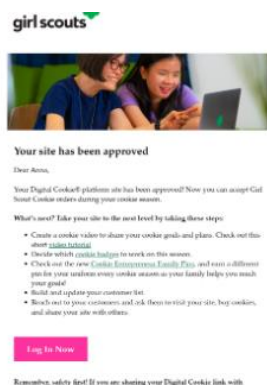 girl scouts
Your site has been approved
Dear Anna,
Your Digital Cookie® platform site has been approved! Now you can accept Girl
Scout Cookie orders during your cookie season.
What's next? Take your site to the next level by taking these steps:
• Create a cookie video to share your cookie goals and plans. Check out this
short video tutorial
• Decide which cookie badges to work on this season.
• Check out the new Cookie Entrepreneur Family Pins, and earn a different
pin for your uniform every cookie season as your family helps you reach
your goals!
• Build and update your customer list.
• Reach out to your customers and ask them to visit your site, buy cookies,
and share your site with others.
Log In Now
Remember, safety first! If you are sharing your Digital Cookie link with